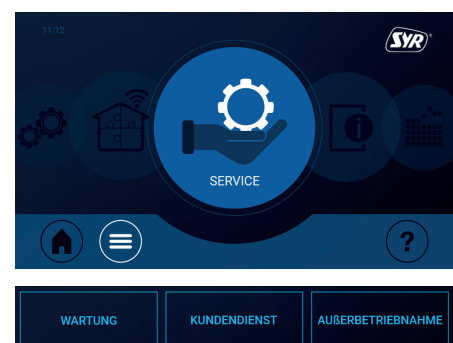 11:12
SYR
SERVICE
i
?
WARTUNG KUNDENDIENST AUßERBETRIEBNAHME